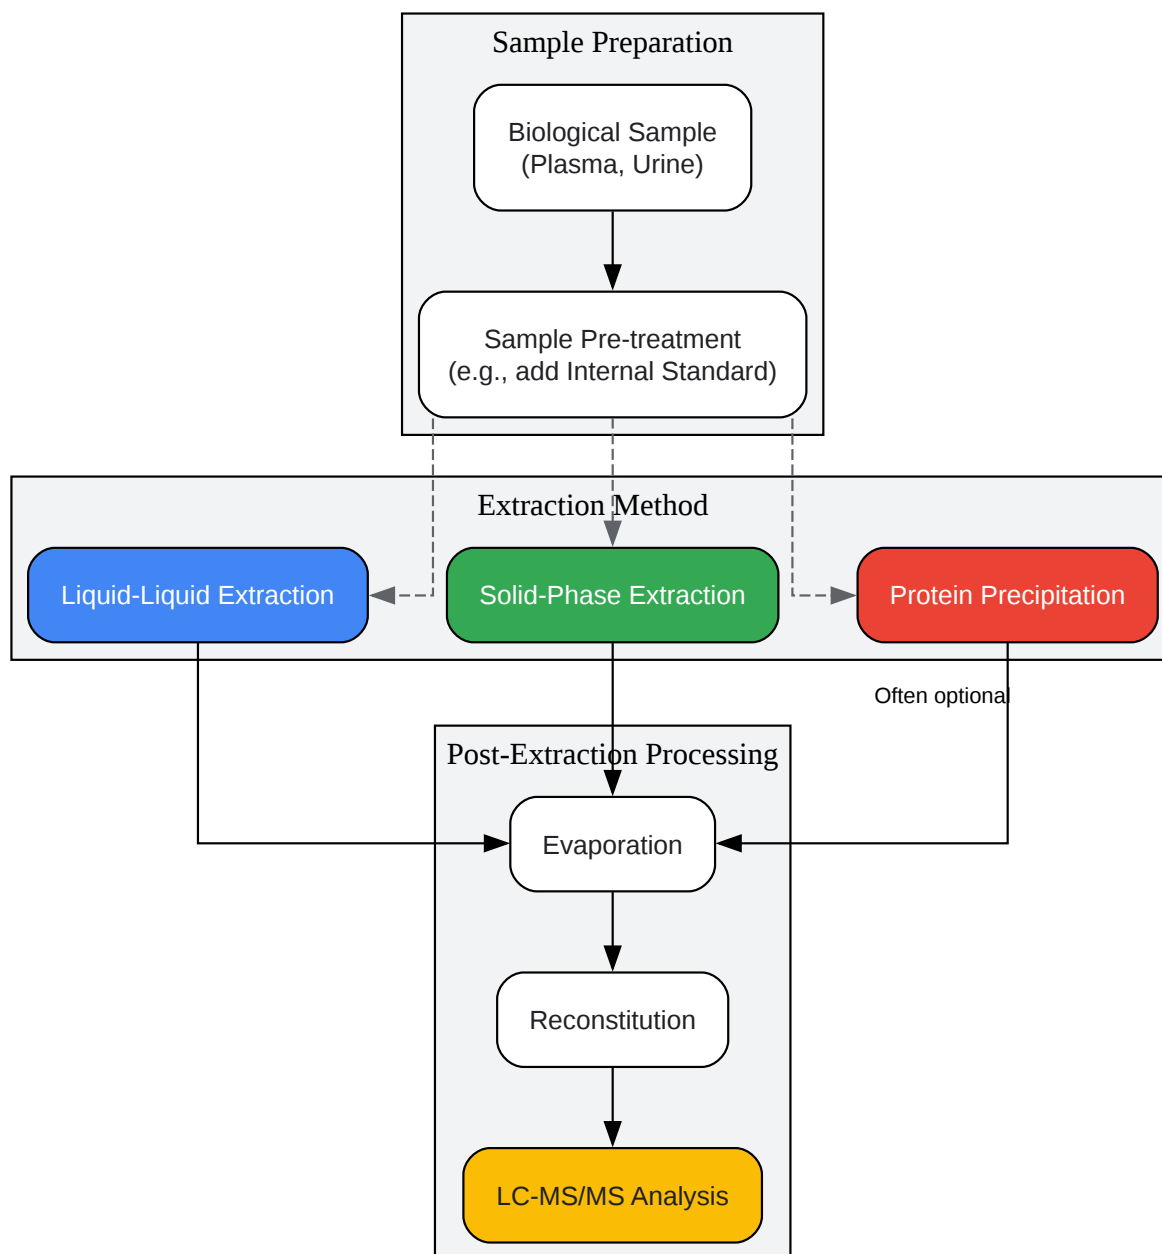 Sample Preparation
Biological Sample
(Plasma, Urine)
Sample Pre-treatment
(e.g., add Internal Standard)
Extraction Method
Liquid-Liquid Extraction
Solid-Phase Extraction
Protein Precipitation
Often optional
Post-Extraction Processing
Evaporation
Reconstitution
LC-MS/MS Analysis